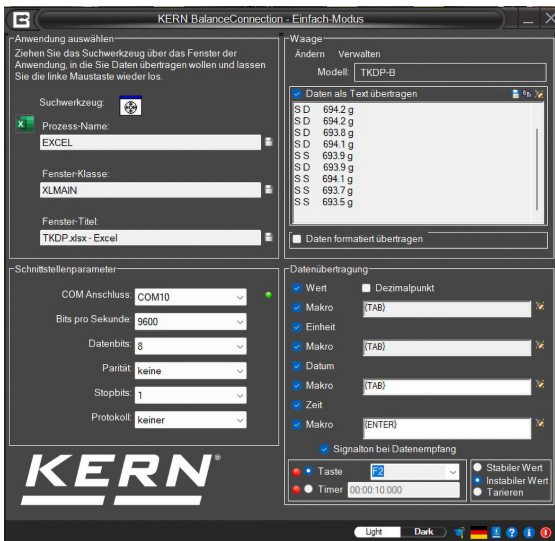 KERN BalanceConnection - Einfach-Modus
Anwendung auswählen
Ziehen Sie das Suchwerkzeug über das Fenster der
Anwendung, in die Sie Daten übertragen wollen und lassen
Sie die linke Maustaste wieder los.
Suchwerkzeug:
Prozess-Name:
EXCEL
Fenster-Klasse:
XLMAIN
Fenster-Titel:
TKDP.xlsx - Excel
Waage
Ändern Verwalten
Modell: TKDP-B
Daten als Text übertragen
S D 694.2 g
S D 694.2 g
S D 693.8 g
S D 694.1 g
S S 693.9 g
S D 693.9 g
S S 694.1 g
S S 693.7 g
S S 693.5 g
Daten formatiert übertragen
Schnittstellenparameter
COM Anschluss: COM10
Bits pro Sekunde: 9600
Datenbits: 8
Parität: keine
Stopbits: 1
Protokoll: keiner
KERN®
Datenübertragung
Wert Dezimalpunkt
Makro {TAB}
Einheit
Makro {TAB}
Datum
Makro {TAB}
Zeit
Makro {ENTER}
Signalton bei Datenempfang
Taste F2
Timer 00:00:10.000
Stabiler Wert
Instabiler Wert
Tarieren
Light Dark